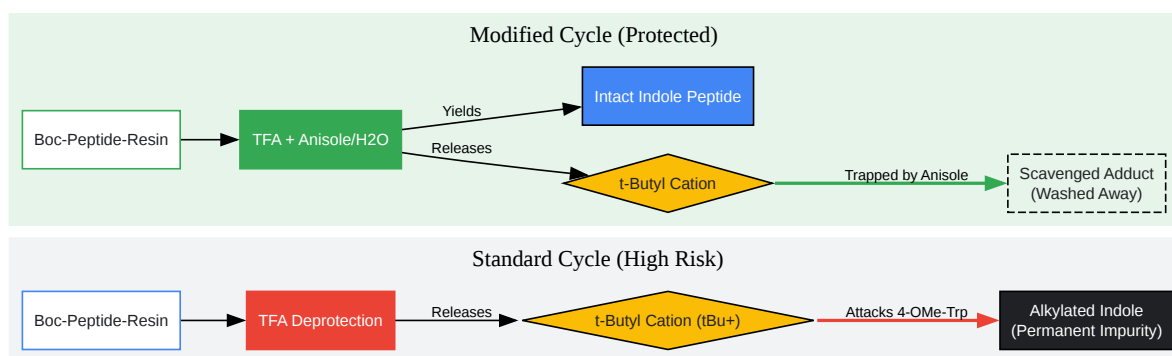 Modified Cycle (Protected)
Boc-Peptide-Resin
TFA + Anisole/H2O
Yields
Releases
Intact Indole Peptide
t-Butyl Cation
Trapped by Anisole
Scavenged Adduct
(Washed Away)
Standard Cycle (High Risk)
Boc-Peptide-Resin
TFA Deprotection
Releases
t-Butyl Cation (tBu+)
Attacks 4-OMe-Trp
Alkylated Indole
(Permanent Impurity)